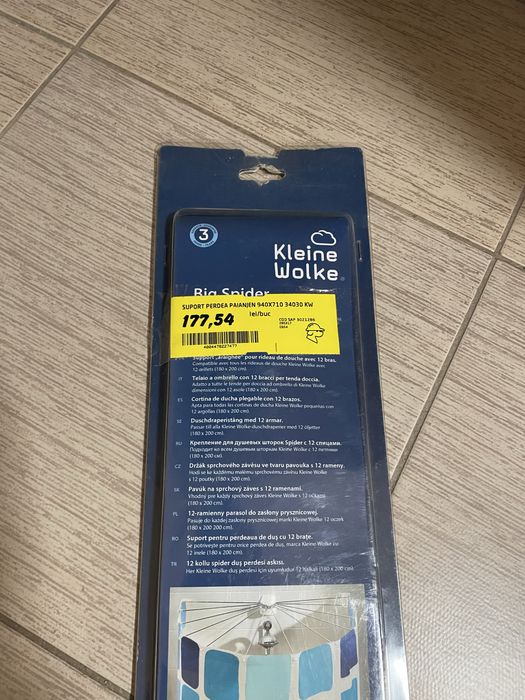 3
Kleine
Wolke
Big Spider
SUPORT PERDEA PAIANJEN 940X710 34030 KW
177,54
lei/buc
COD SAP 3021286
4004478227477
Support "araignée" pour rideau de douche avec 12 bras.
Compatible avec tous les rideaux de douche Kleine Wolke avec
12 œillets (180 x 200 cm).
IT Telaio a ombrello con 12 bracci per tenda doccia.
Adatto a tutte le tende per doccia ad ombrello di Kleine Wolke
dimensioni con 12 asole (180 x 200 cm).
ES Cortina de ducha plegable con 12 brazos.
Apta para todas las cortinas de ducha Kleine Wolke pequeñas con
12 argollas (180 x 200 cm).
SE Duschdraperistång med 12 armar.
Passar till alla Kleine Wolke-duschdraperier med 12 öljetter
(180 x 200 cm).
RU Крепление для душевых шторок Spider с 12 спицами.
Подходит ко всем душевым шторкам Kleine Wolke с 12 петлями
(180 x 200 cm).
CZ Držák sprchového závěsu ve tvaru pavouka s 12 rameny.
Hodí se ke každému malému sprchovému závěsu Kleine Wolke
s 12 poutky (180 x 200 cm).
SK Pavúk na sprchový záves s 12 ramenami.
Vhodný pre každý sprchový záves Kleine Wolke s 12 očkami
(180 x 200 cm).
PL 12-ramienny parasol do zasłony prysznicowej.
Pasuje do każdej zasłony prysznicowej marki Kleine Wolke 12 oczek
(180 x 200 200 cm).
RO Suport pentru perdeaua de duş cu 12 braţe.
Se potriveşte pentru orice perdea de duş, marca Kleine Wolke cu
12 inele (180 x 200 cm).
TR 12 kollu spider duş perdesi askısı.
Her Kleine Wolke duş perdesi için uyumludur 12 halkalı (180 x 200 cm).